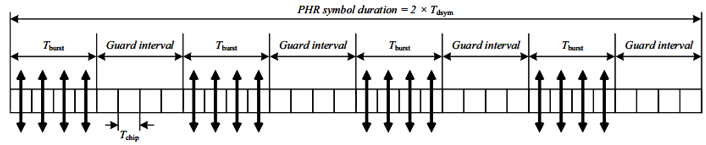 PHR symbol duration = 2 × Tdsym
Tburst Guard interval Tburst Guard interval Tburst Guard interval Tburst Guard interval
Tchip